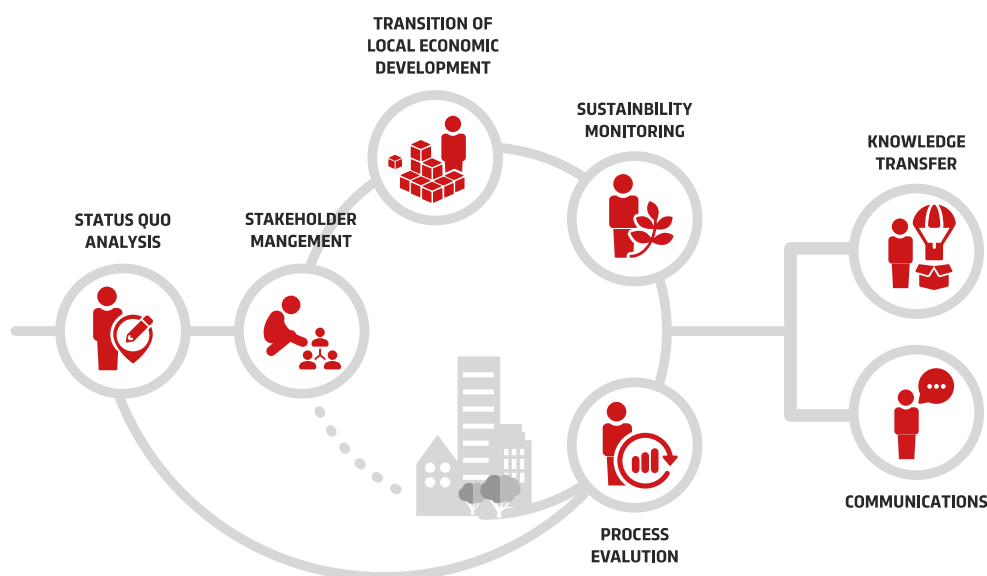 TRANSITION OF
LOCAL ECONOMIC
DEVELOPMENT
SUSTAINBILITY
MONITORING
KNOWLEDGE
TRANSFER
STATUS QUO
ANALYSIS
STAKEHOLDER
MANGEMENT
COMMUNICATIONS
PROCESS
EVALUTION